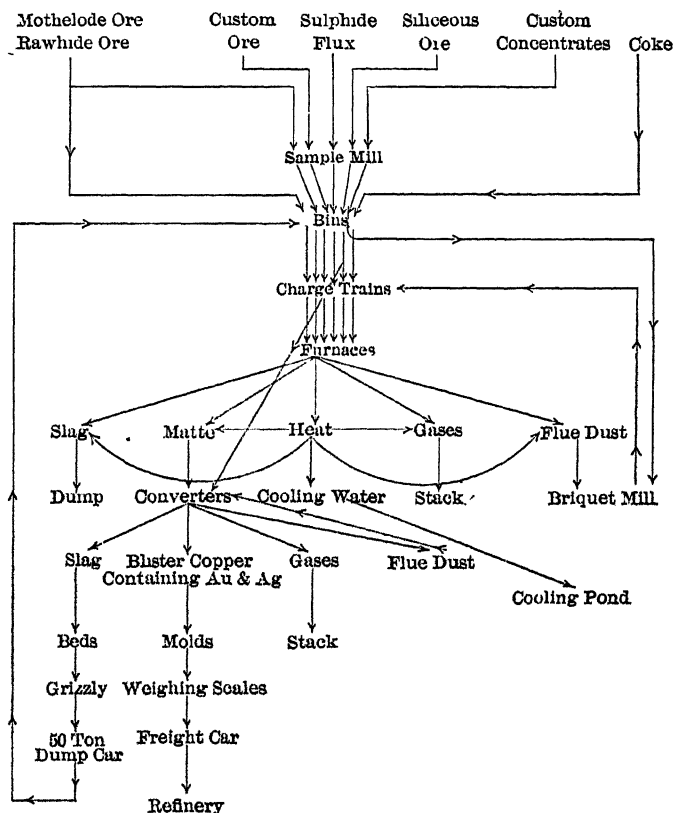 Mothelode Ore
Rawhide Ore
Custom
Ore
Sulphide
Flux
Siliceous
Ore
Custom
Concentrates
Coke
Sample Mill
Bins
Charge Trains
Furnaces
Slag
Matte
Heat
Gases
Flue Dust
Dump
Converters
Cooling Water
Stack
Briquet Mill
Slag
Blister Copper
Containing Au & Ag
Gases
Flue Dust
Cooling Pond
Beds
Molds
Stack
Grizzly
Weighing Scales
50 Ton
Dump Car
Freight Car
Refinery